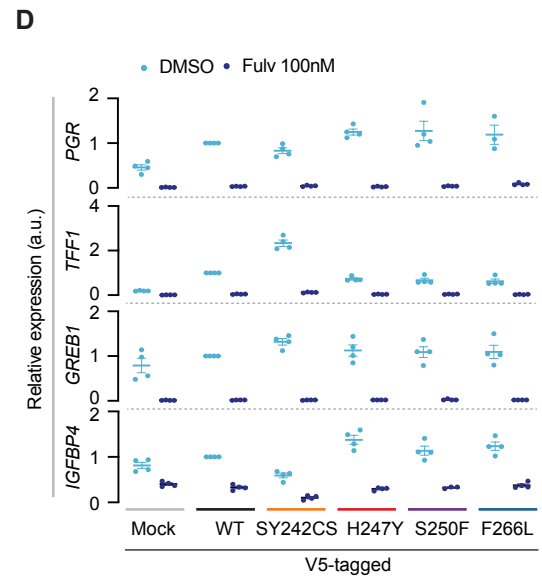 D
DMSO Fulv 100nM
Relative expression (a.u.)
PGR
2
1
0
TFF1
4
2
0
GREB1
2
1
0
IGFBP4
2
1
0
Mock WT SY242CS H247Y S250F F266L
V5-tagged